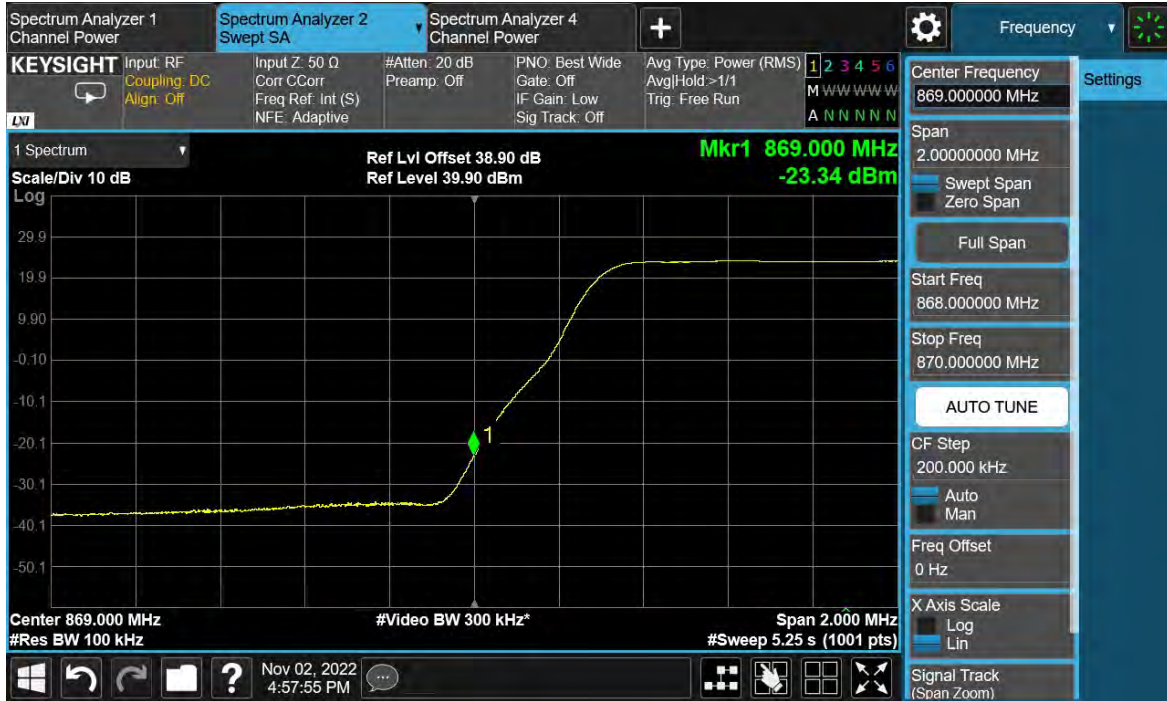 Spectrum Analyzer 1
Channel Power
Spectrum Analyzer 2
Swept SA
Spectrum Analyzer 4
Channel Power
Frequency
KEYSIGHT
LXI
Input: RF
Coupling: DC
Align: Off
Input Z: 50 Ω
Corr CCorr
Freq Ref: Int (S)
NFE: Adaptive
#Atten: 20 dB
Preamp: Off
PNO: Best Wide
Gate: Off
IF Gain: Low
Sig Track: Off
Avg Type: Power (RMS)
Avg|Hold:>1/1
Trig: Free Run
1 2 3 4 5 6
M W W W W W
A N N N N N
1 Spectrum
Scale/Div 10 dB
Log
Ref Lvl Offset 38.90 dB
Ref Level 39.90 dBm
Mkr1 869.000 MHz
-23.34 dBm
29.9
19.9
9.90
-0.10
-10.1
-20.1
-30.1
-40.1
-50.1
1
Center 869.000 MHz
#Res BW 100 kHz
#Video BW 300 kHz*
Span 2.000 MHz
#Sweep 5.25 s (1001 pts)
Nov 02, 2022
4:57:55 PM
Center Frequency
869.000000 MHz
Settings
Span
2.00000000 MHz
Swept Span
Zero Span
Full Span
Start Freq
868.000000 MHz
Stop Freq
870.000000 MHz
AUTO TUNE
CF Step
200.000 kHz
Auto
Man
Freq Offset
0 Hz
X Axis Scale
Log
Lin
Signal Track
(Span Zoom)